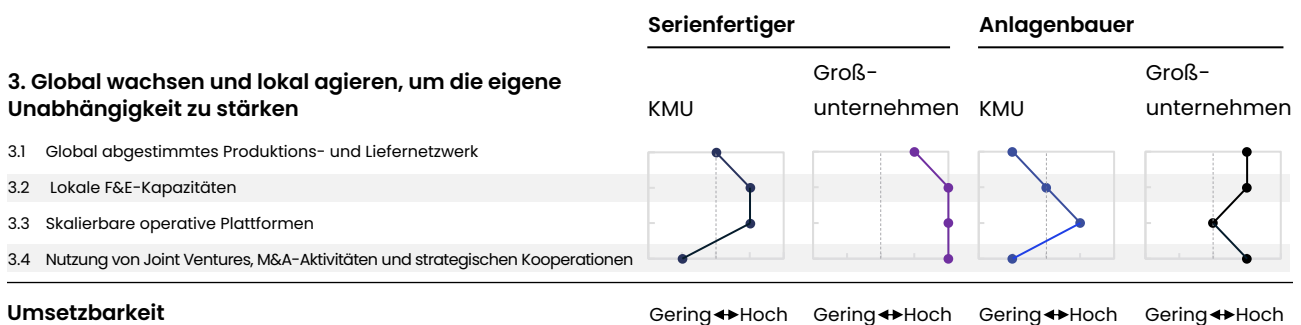 Serienfertiger Anlagenbauer
3. Global wachsen und lokal agieren, um die eigene
Unabhängigkeit zu stärken
KMU Groß- unternehmen KMU Groß- unternehmen
3.1 Global abgestimmtes Produktions- und Liefernetzwerk
3.2 Lokale F&E-Kapazitäten
3.3 Skalierbare operative Plattformen
3.4 Nutzung von Joint Ventures, M&A-Aktivitäten und strategischen Kooperationen
Umsetzbarkeit Gering↔Hoch Gering↔Hoch Gering↔Hoch Gering↔Hoch